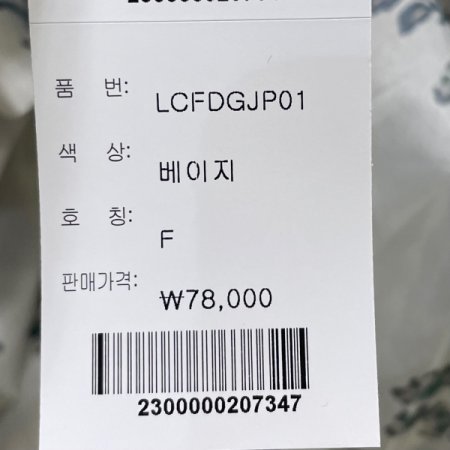 품 번: LCFDGJP01
색 상: 베이지
호 칭: F
판매가격: ₩78,000
2300000207347